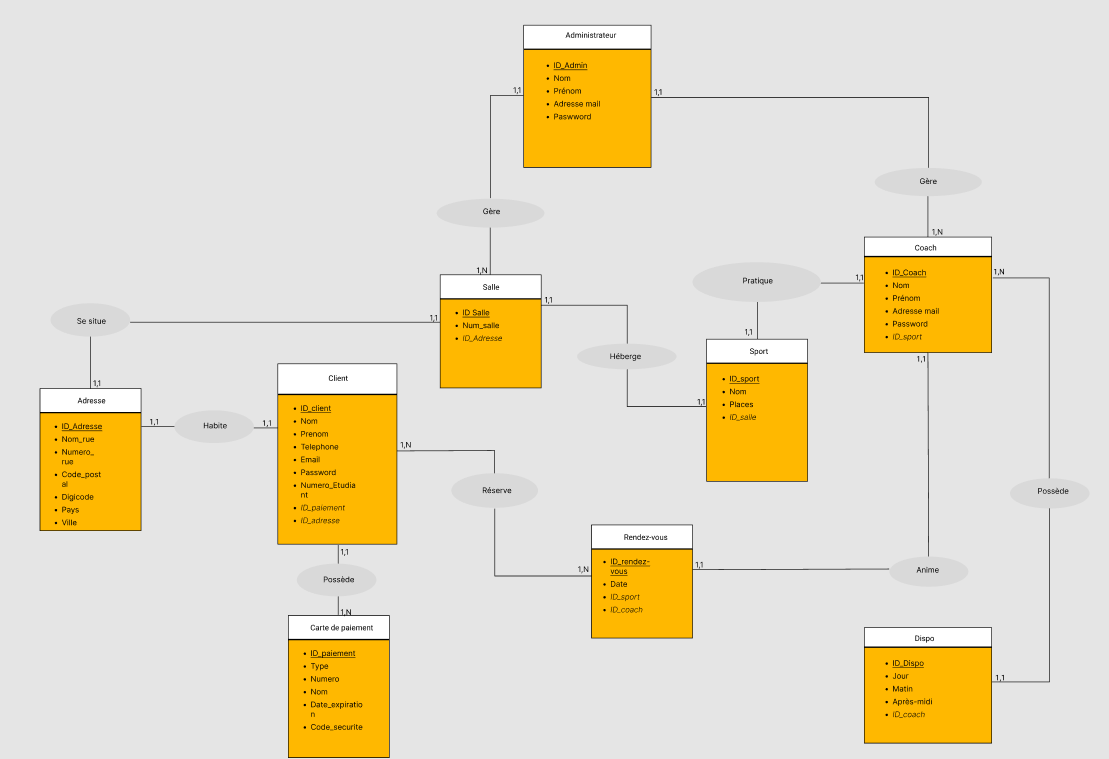 Administrateur
ID_Admin
Nom
Prénom
Adresse mail
Paswword
1,1
1,1
Gère
1,N
Gère
1,N
Coach
ID_Coach
Nom
Prénom
Adresse mail
Password
ID_sport
1,1
1,N
1,1
Pratique
1,1
Salle
ID Salle
Num_salle
ID_Adresse
1,1
1,1
Se situe
1,1
Héberge
1,1
Sport
ID_sport
Nom
Places
ID_salle
Adresse
ID_Adresse
Nom_rue
Numero_
rue
Code_post
al
Digicode
Pays
Ville
1,1
Habite
1,1
Client
ID_client
Nom
Prenom
Telephone
Email
Password
Numero_Etudia
nt
ID_paiement
ID_adresse
1,N
Réserve
1,N
1,1
Possède
1,N
Carte de paiement
ID_paiement
Type
Numero
Nom
Date_expiratio
n
Code_securite
Rendez-vous
ID_rendez-
vous
Date
ID_sport
ID_coach
1,1
Anime
Possède
1,1
Dispo
ID_Dispo
Jour
Matin
Après-midi
ID_coach